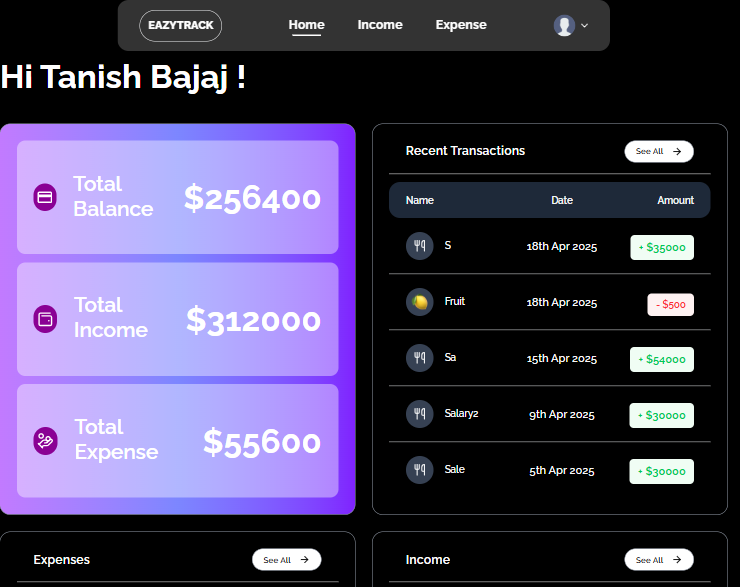 EAZYTRACK Home Income Expense
Hi Tanish Bajaj !
Total Balance $256400
Total Income $312000
Total Expense $55600
Recent Transactions See All
Name Date Amount
S 18th Apr 2025 + $35000
Fruit 18th Apr 2025 - $500
Sa 15th Apr 2025 + $54000
Salary2 9th Apr 2025 + $30000
Sale 5th Apr 2025 + $30000
Expenses See All
Income See All